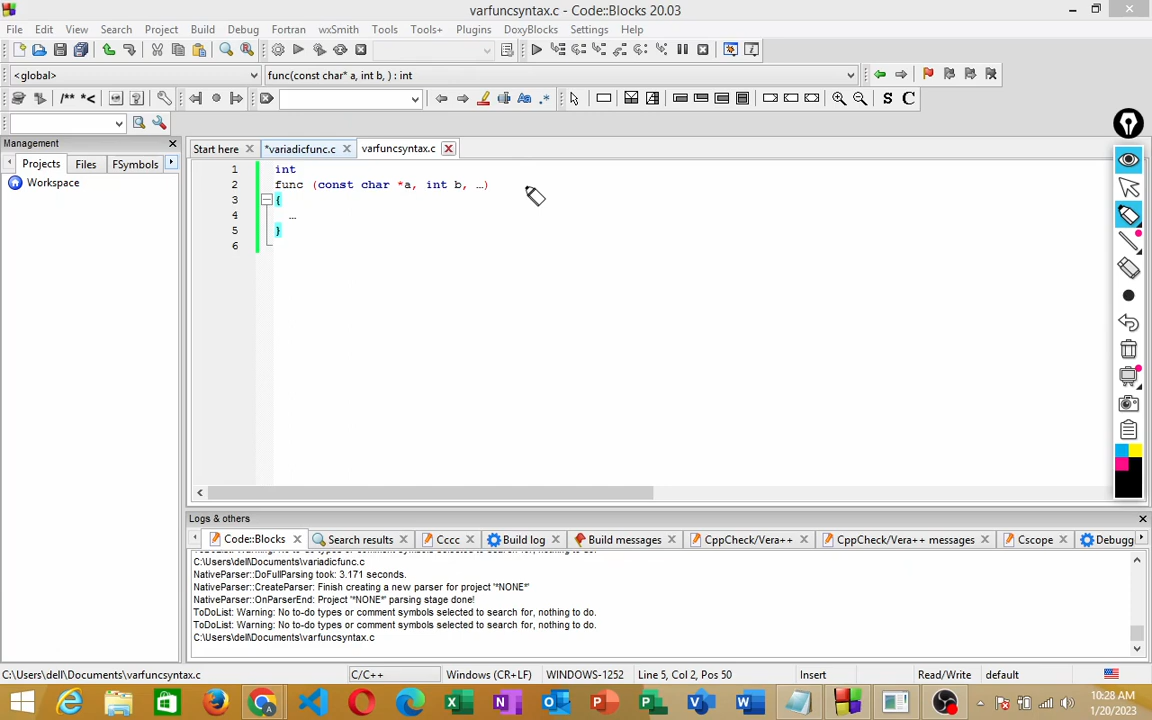 varfuncsyntax.c - Code::Blocks 20.03
File Edit View Search Project Build Debug Fortran wxSmith Tools Tools+ Plugins DoxyBlocks Settings Help
<global> func(const char* a, int b, ) : int
/** *< S C
Management
Projects Files FSymbols
Workspace
Start here *variadicfunc.c varfuncsyntax.c
1 int
2 func (const char *a, int b, …)
3 {
4 …
5 }
6
Logs & others
Code::Blocks Search results Cccc Build log Build messages CppCheck/Vera++ CppCheck/Vera++ messages Cscope Debugg
C:\Users\dell\Documents\variadicfunc.c
NativeParser::DoFullParsing took: 3.171 seconds.
NativeParser::CreateParser: Finish creating a new parser for project '*NONE*'
NativeParser::OnParserEnd: Project '*NONE*' parsing stage done!
ToDoList: Warning: No to-do types or comment symbols selected to search for, nothing to do.
ToDoList: Warning: No to-do types or comment symbols selected to search for, nothing to do.
C:\Users\dell\Documents\varfuncsyntax.c
C:\Users\dell\Documents\varfuncsyntax.c C/C++ Windows (CR+LF) WINDOWS-1252 Line 5, Col 2, Pos 50 Insert Read/Write default
10:28 AM
1/20/2023